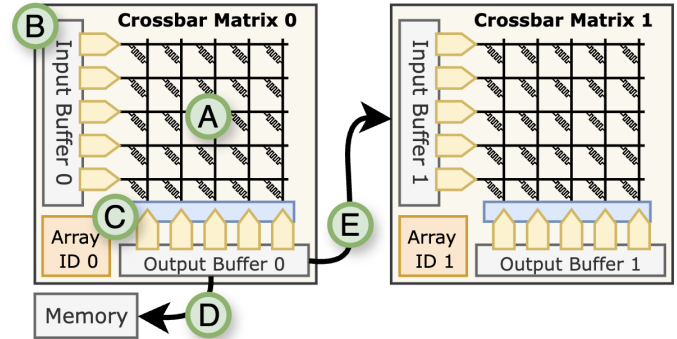 B
Crossbar Matrix 0
Crossbar Matrix 1
Input Buffer 0
A
Input Buffer 1
C
E
Array
ID 0
Output Buffer 0
Array
ID 1
Output Buffer 1
Memory
D